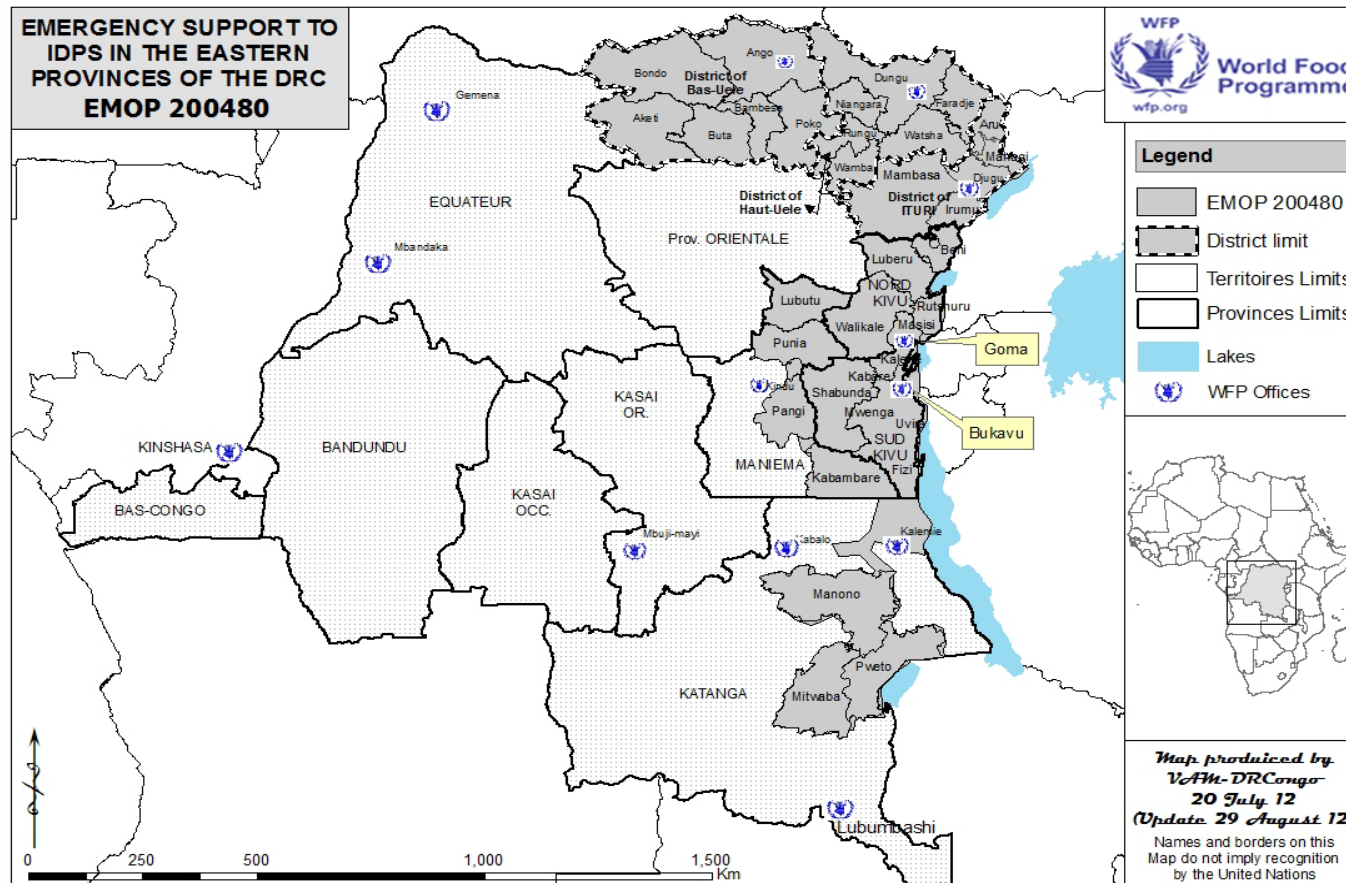 EMERGENCY SUPPORT TO
IDPS IN THE EASTERN
PROVINCES OF THE DRC
EMOP 200480
WFP
wfp.org
World Food
Programme
Legend
EMOP 200480
District limit
Territoires Limits
Provinces Limits
Lakes
WFP Offices
Gemena
Bondo
Ango
District of
Bas-Uele
Dungu
Bambesa
Niangara
Faradje
Aketi
Buta
Poko
Rungu
Watsha
Aru
Wamba
Mambasa
Djugu
District of
Haut-Uele
District of
ITURI
Irumu
EQUATEUR
Prov. ORIENTALE
Mbandaka
Beni
Luberu
NORD
KIVU
Lubutu
Rutshuru
Walikale
Masisi
Punia
Goma
Kabare
Kindu
Shabunda
Pangi
Mwenga
Bukavu
Uvira
SUD
KIVU
Fizi
KASAI
OR.
MANIEMA
Kabambare
KINSHASA
BANDUNDU
BAS-CONGO
KASAI
OCC.
Mbuji-mayi
Kabalo
Kalemie
Manono
Pweto
Mitwaba
KATANGA
Lubumbashi
0 250 500 1,000 1,500
Km
Map produiced by
VAM-DRCongo
20 July 12
(Update 29 August 12
Names and borders on this
Map do not imply recognition
by the United Nations